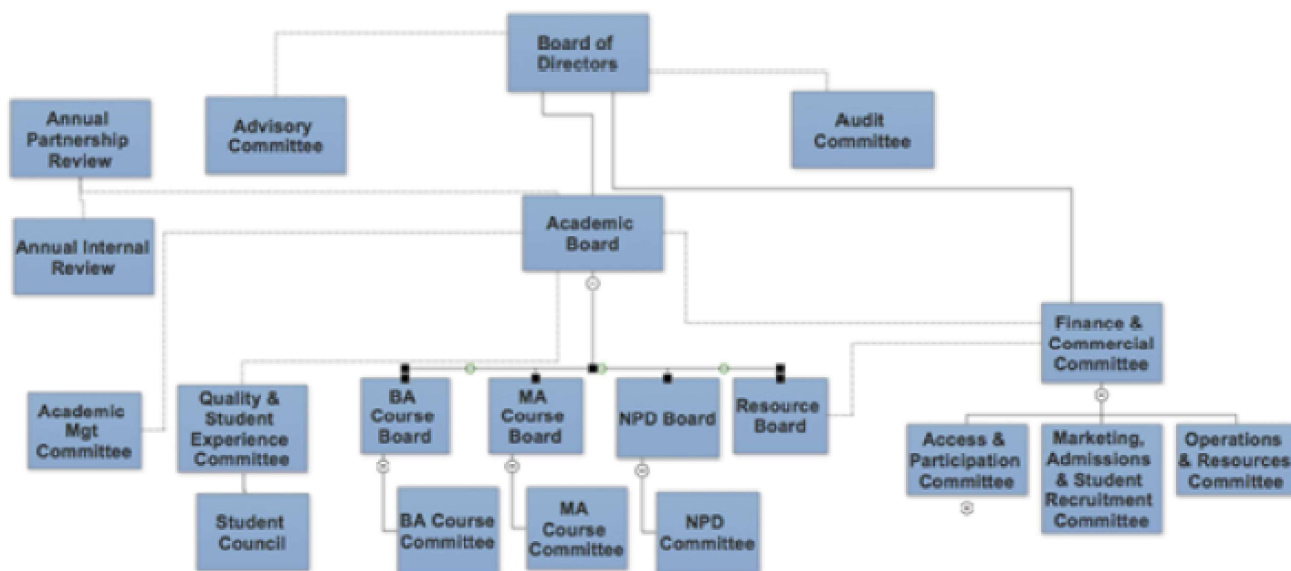 Board of
Directors
Annual
Partnership
Review
Advisory
Committee
Audit
Committee
Annual Internal
Review
Academic
Board
Finance &
Commercial
Committee
Academic
Mgt
Committee
Quality &
Student
Experience
Committee
BA
Course
Board
MA
Course
Board
NPD Board
Resource
Board
Access &
Participation
Committee
Marketing,
Admissions
& Student
Recruitment
Committee
Operations
& Resources
Committee
Student
Council
BA Course
Committee
MA
Course
Committee
NPD
Committee